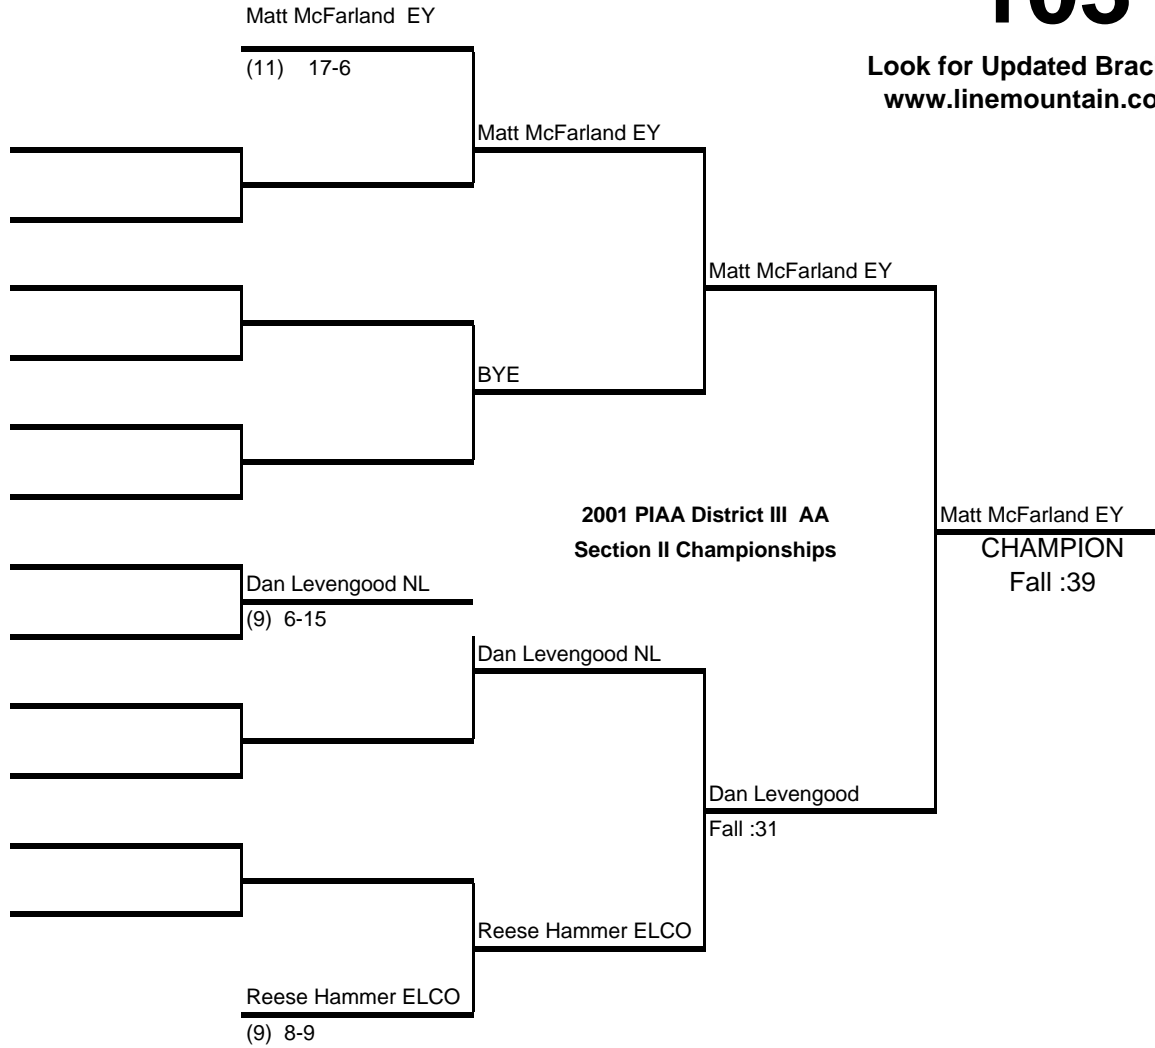 Matt McFarland EY
(11) 17-6
Look for Updated
www.linemountain
Matt McFarland EY
Matt McFarland EY
BYE
2001 PIAA District III AA
Section II Championships
Matt McFarland EY
CHAMPION
Fall :39
Dan Levengood NL
(9) 6-15
Dan Levengood NL
Dan Levengood
Fall :31
Reese Hammer ELCO
Reese Hammer ELCO
(9) 8-9